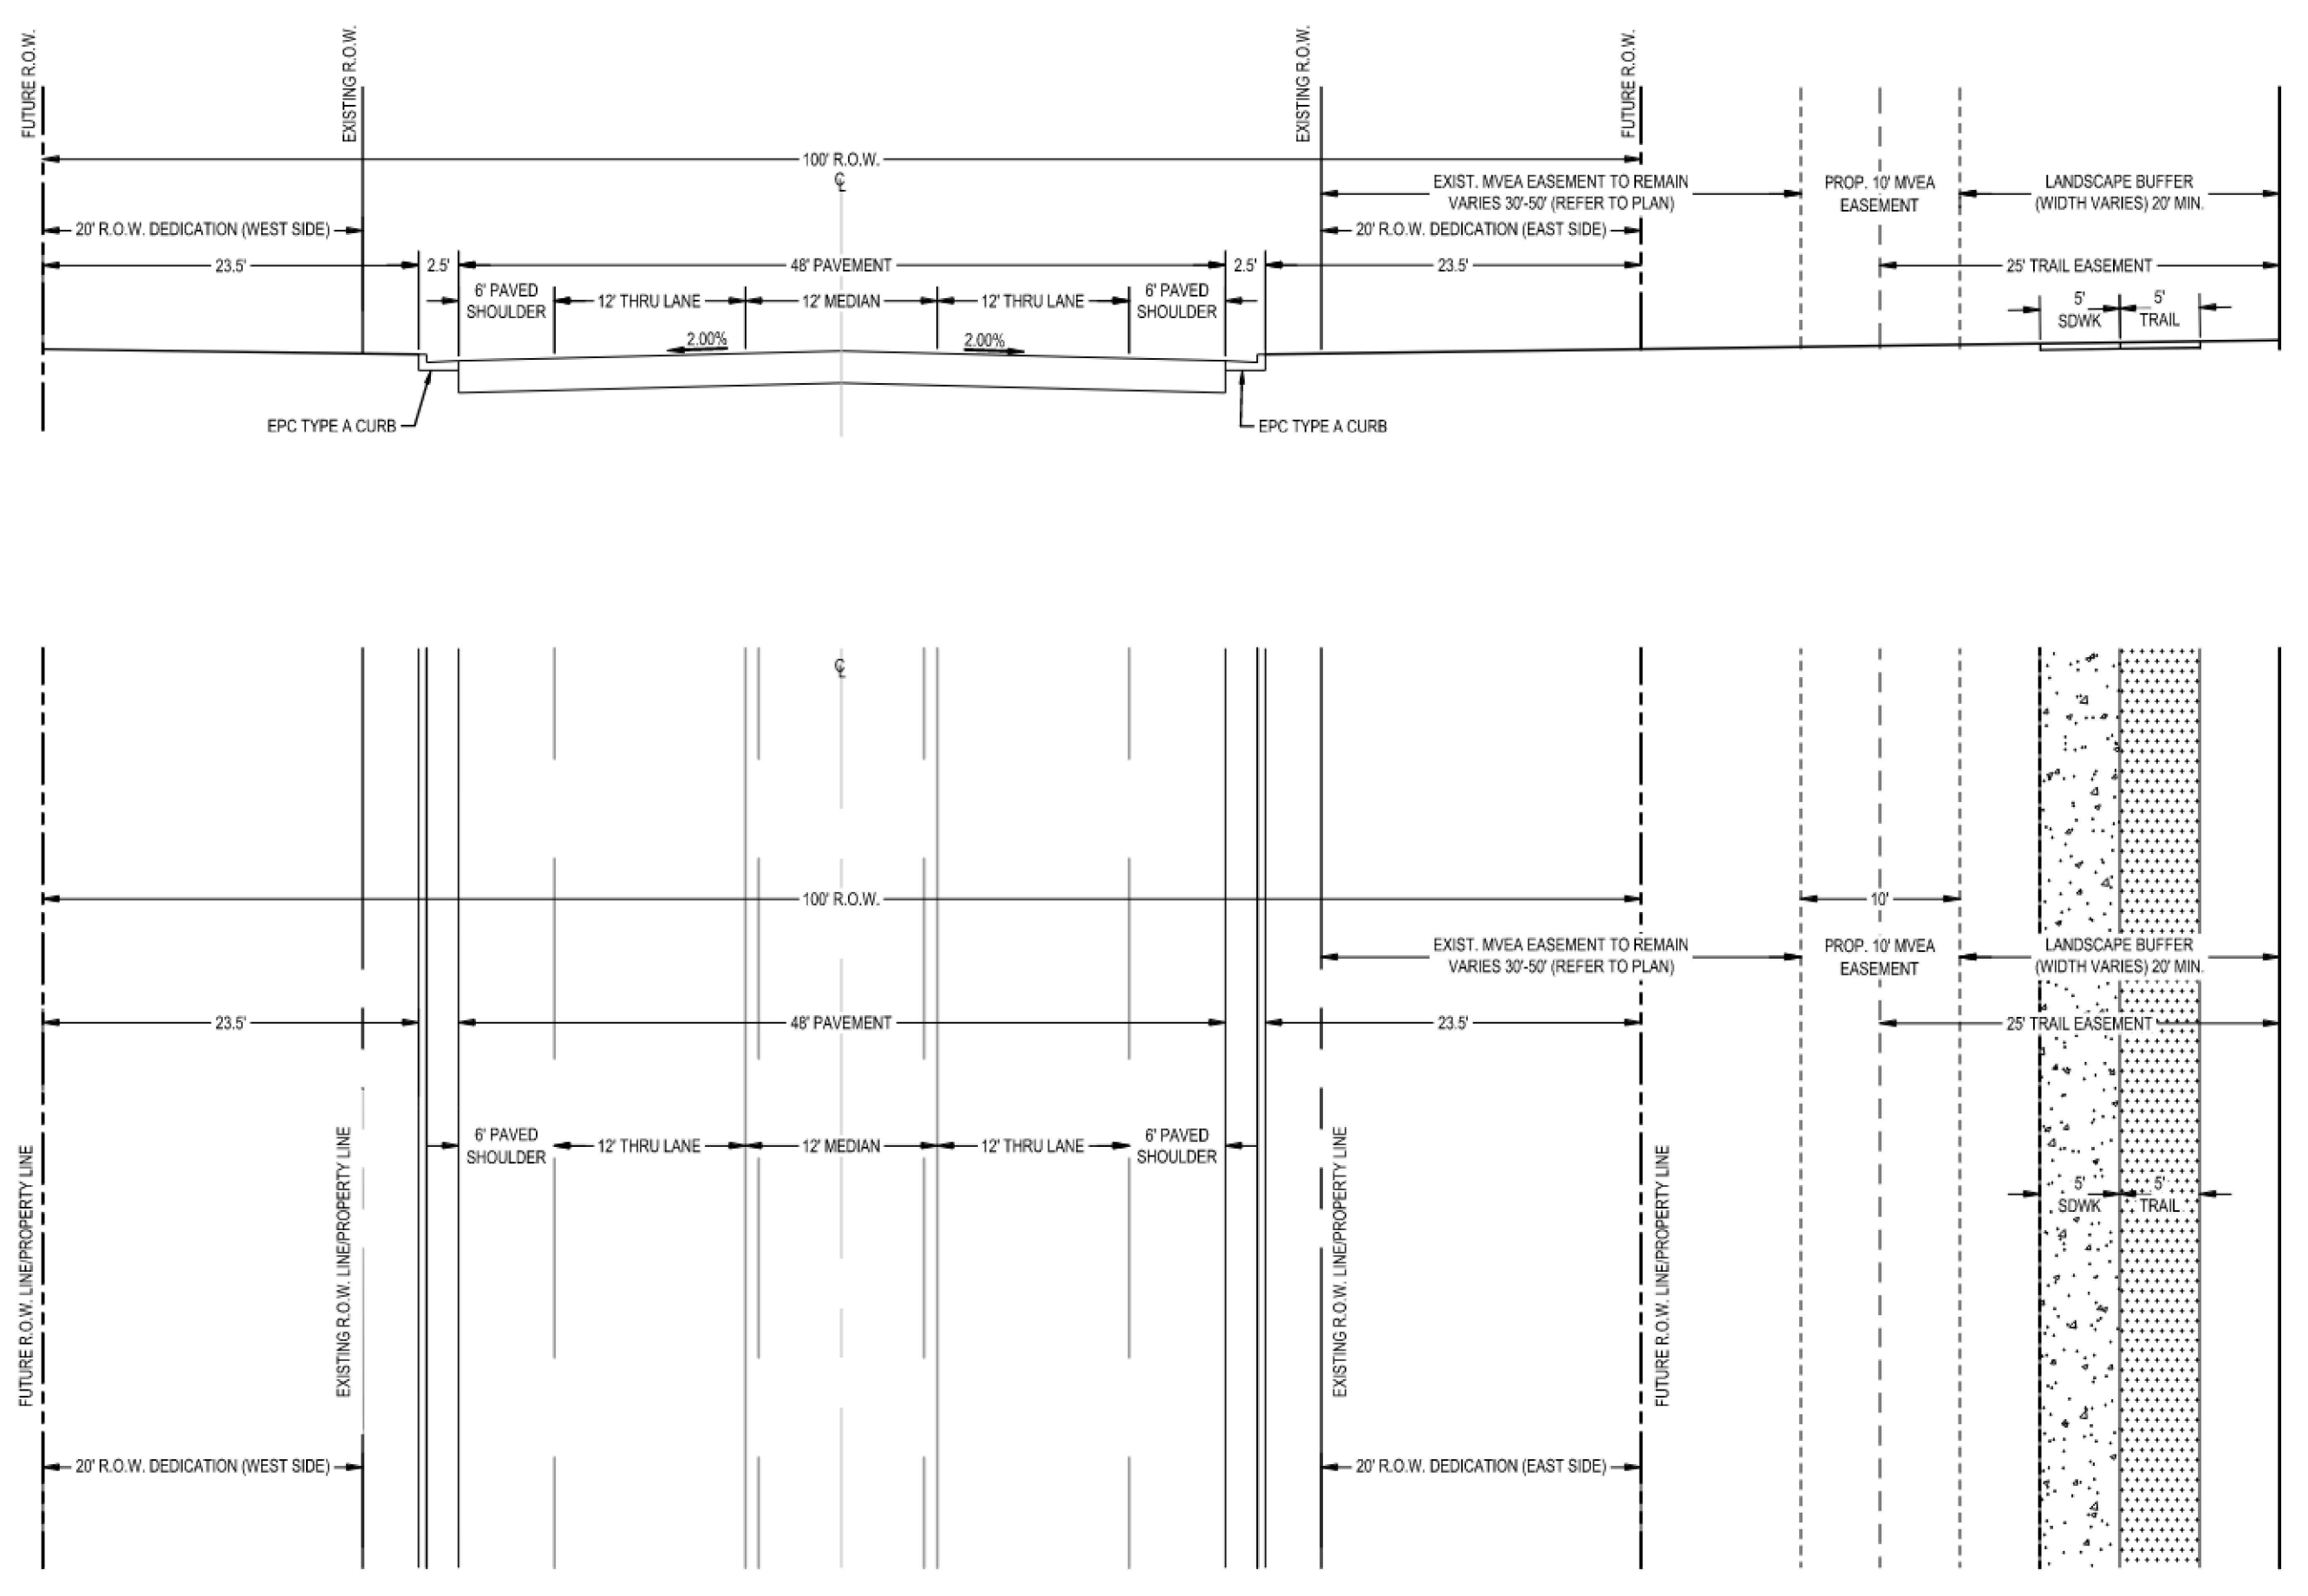 FUTURE R.O.W.
EXISTING R.O.W.
EXISTING R.O.W.
FUTURE R.O.W.
100' R.O.W.
℄
EXIST. MVEA EASEMENT TO REMAIN
VARIES 30'-50' (REFER TO PLAN)
PROP. 10' MVEA
EASEMENT
LANDSCAPE BUFFER
(WIDTH VARIES) 20' MIN.
20' R.O.W. DEDICATION (WEST SIDE)
20' R.O.W. DEDICATION (EAST SIDE)
23.5'
2.5'
48' PAVEMENT
2.5'
23.5'
25' TRAIL EASEMENT
6' PAVED
SHOULDER
12' THRU LANE
12' MEDIAN
12' THRU LANE
6' PAVED
SHOULDER
5'
SDWK
5'
TRAIL
2.00%
2.00%
EPC TYPE A CURB
EPC TYPE A CURB
℄
100' R.O.W.
10'
EXIST. MVEA EASEMENT TO REMAIN
VARIES 30'-50' (REFER TO PLAN)
PROP. 10' MVEA
EASEMENT
LANDSCAPE BUFFER
(WIDTH VARIES) 20' MIN.
23.5'
48' PAVEMENT
23.5'
25' TRAIL EASEMENT
6' PAVED
SHOULDER
12' THRU LANE
12' MEDIAN
12' THRU LANE
6' PAVED
SHOULDER
5'
SDWK
5'
TRAIL
FUTURE R.O.W. LINE/PROPERTY LINE
EXISTING R.O.W. LINE/PROPERTY LINE
EXISTING R.O.W. LINE/PROPERTY LINE
FUTURE R.O.W. LINE/PROPERTY LINE
20' R.O.W. DEDICATION (WEST SIDE)
20' R.O.W. DEDICATION (EAST SIDE)